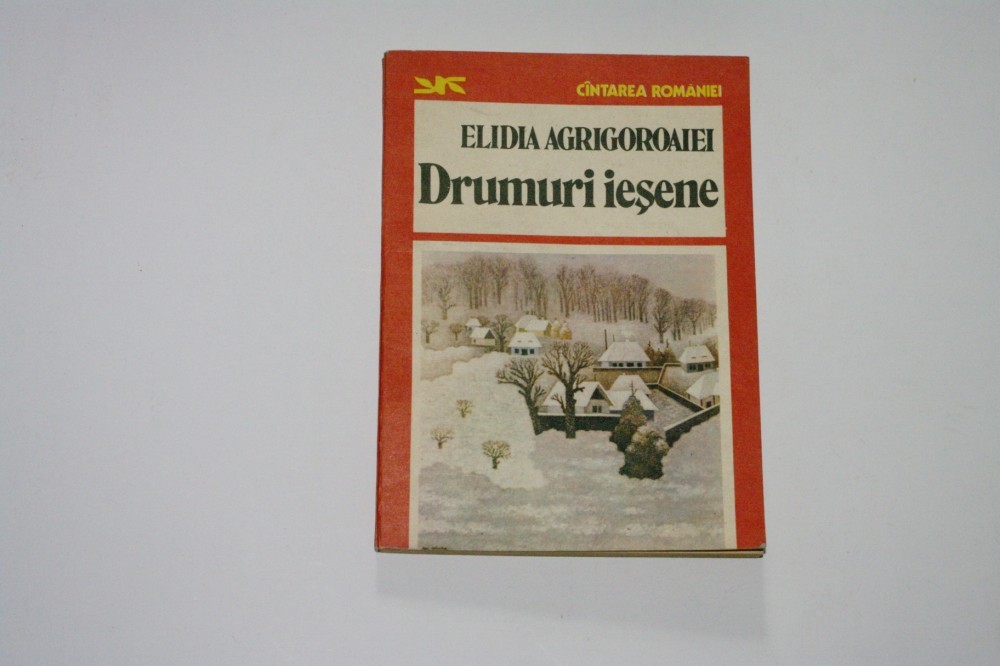 CÎNTAREA ROMÂNIEI
ELIDIA AGRIGOROAIEI
Drumuri ieşene